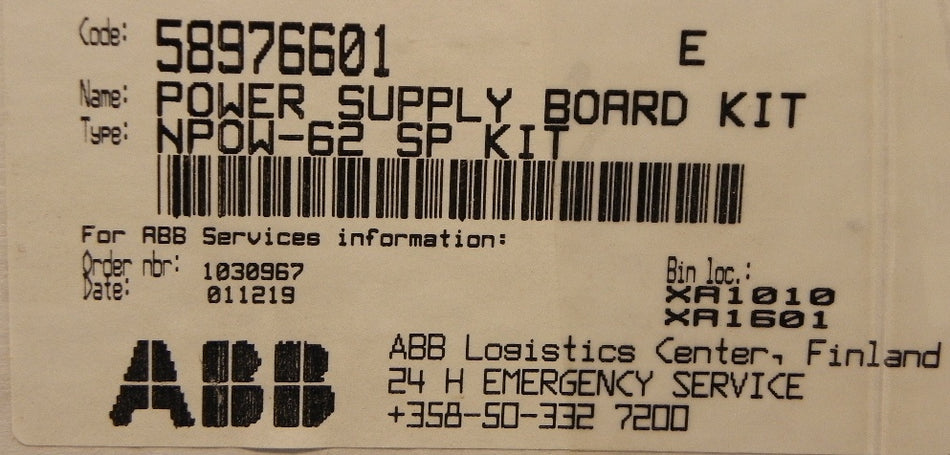 Code: 58976601 E
Name: POWER SUPPLY BOARD KIT
Type: NPOW-62 SP KIT
For ABB Services information:
Order nbr: 1030967
Date: 011219
Bin loc.:
XA1010
XA1601
ABB
ABB Logistics Center, Finland
24 H EMERGENCY SERVICE
+358-50-332 7200